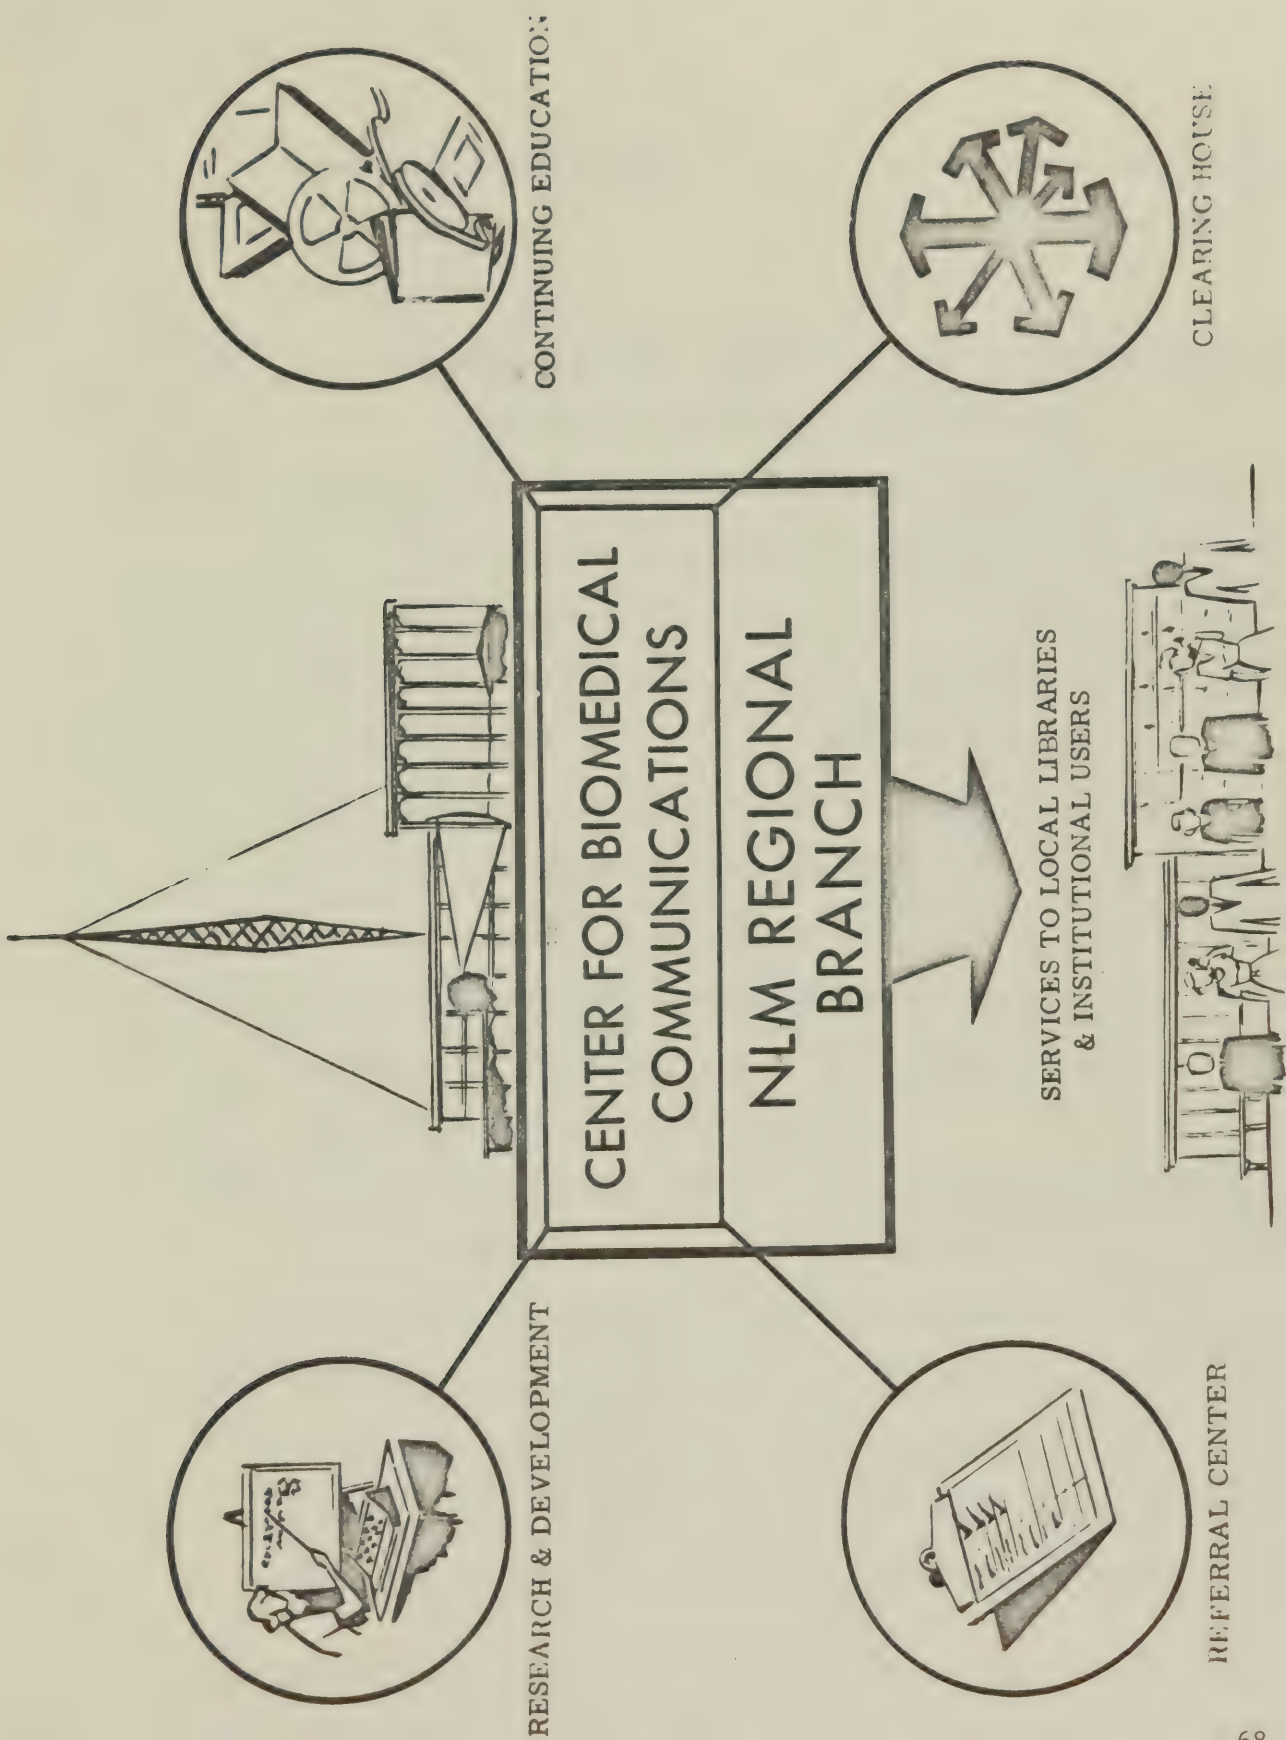 RESEARCH & DEVELOPMENT
CONTINUING EDUCATION
CENTER FOR BIOMEDICAL
COMMUNICATIONS
NLM REGIONAL
BRANCH
SERVICES TO LOCAL LIBRARIES
& INSTITUTIONAL USERS
REFERRAL CENTER
CLEARING HOUSE
68